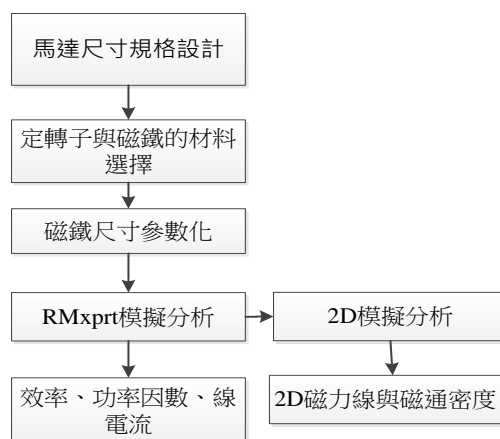 馬達尺寸規格設計
定轉子與磁鐵的材料
選擇
磁鐵尺寸參數化
RMxprt模擬分析
2D模擬分析
效率、功率因數、線
電流
2D磁力線與磁通密度